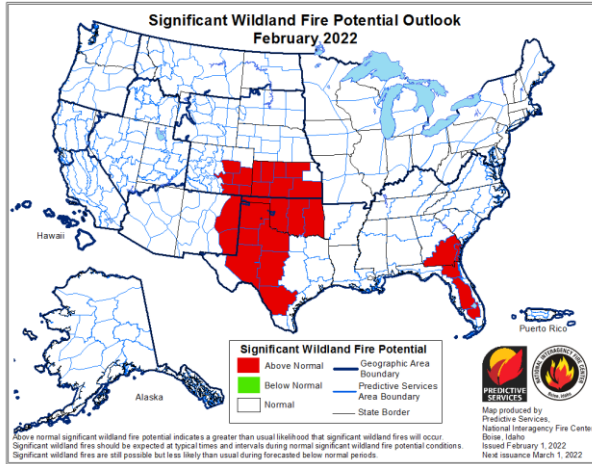 Significant Wildland Fire Potential Outlook
February 2022
Hawaii
Puerto Rico
Alaska
Significant Wildland Fire Potential
Above Normal
Below Normal
Normal
Geographic Area
Boundary
Predictive Services
Area Boundary
State Border
PREDICTIVE
SERVICES
NATIONAL INTERAGENCY FIRE CENTER
Map produced by
Predictive Services,
National Interagency Fire Center
Boise, Idaho
Issued February 1, 2022
Next issuance March 1, 2022
Above normal significant wildland fire potential indicates a greater than usual likelihood that significant wildland fires will occur.
Significant wildland fires should be expected at typical times and intervals during normal significant wildland fire potential conditions.
Significant wildland fires are still possible but less likely than usual during forecasted below normal periods.